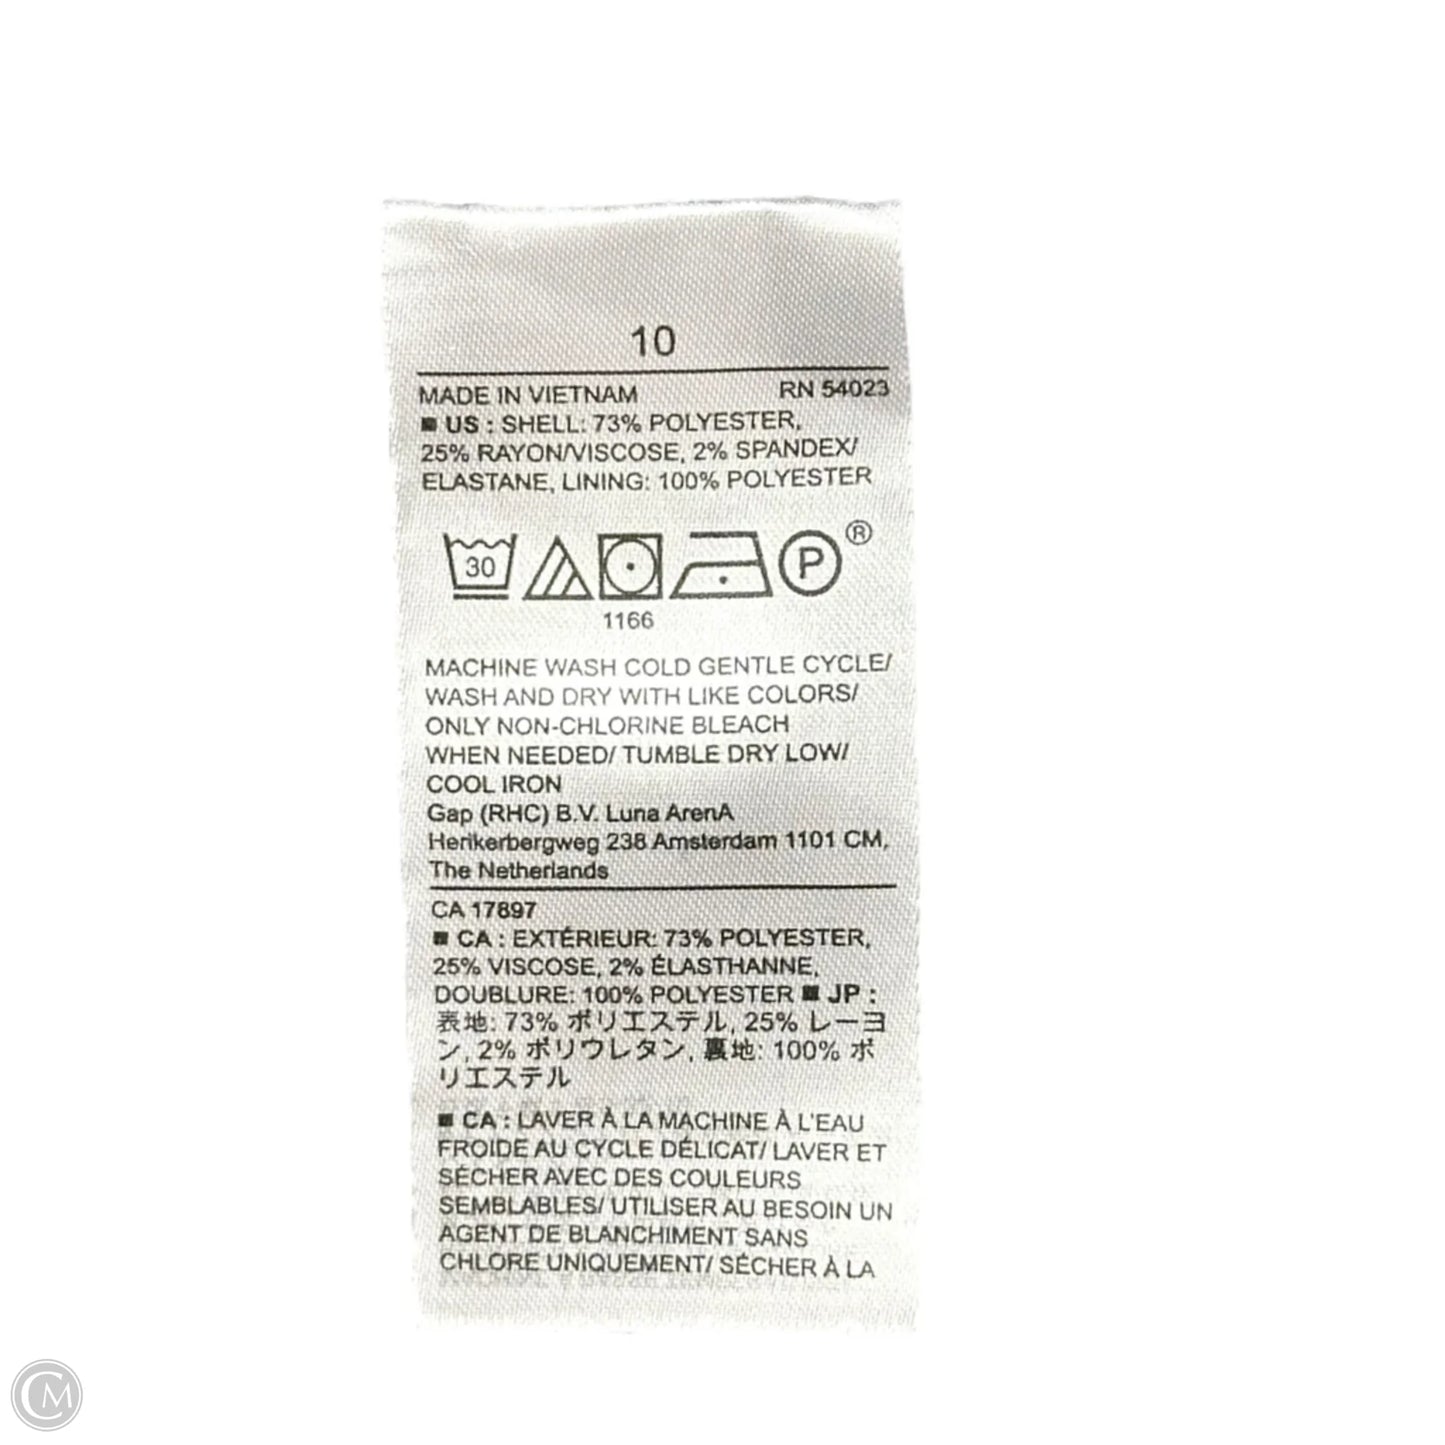 10
MADE IN VIETNAM RN 54023
■ US : SHELL: 73% POLYESTER,
25% RAYON/VISCOSE, 2% SPANDEX/
ELASTANE, LINING: 100% POLYESTER
30 P ®
1166
MACHINE WASH COLD GENTLE CYCLE/
WASH AND DRY WITH LIKE COLORS/
ONLY NON-CHLORINE BLEACH
WHEN NEEDED/ TUMBLE DRY LOW/
COOL IRON
Gap (RHC) B.V. Luna ArenA
Herikerbergweg 238 Amsterdam 1101 CM,
The Netherlands
CA 17897
■ CA : EXTÉRIEUR: 73% POLYESTER,
25% VISCOSE, 2% ÉLASTHANNE,
DOUBLURE: 100% POLYESTER ■ JP :
表地: 73% ポリエステル, 25% レーヨ
ン, 2% ポリウレタン, 裏地: 100% ポ
リエステル
■ CA : LAVER À LA MACHINE À L'EAU
FROIDE AU CYCLE DÉLICAT/ LAVER ET
SÉCHER AVEC DES COULEURS
SEMBLABLES/ UTILISER AU BESOIN UN
AGENT DE BLANCHIMENT SANS
CHLORE UNIQUEMENT/ SÉCHER À LA
CM